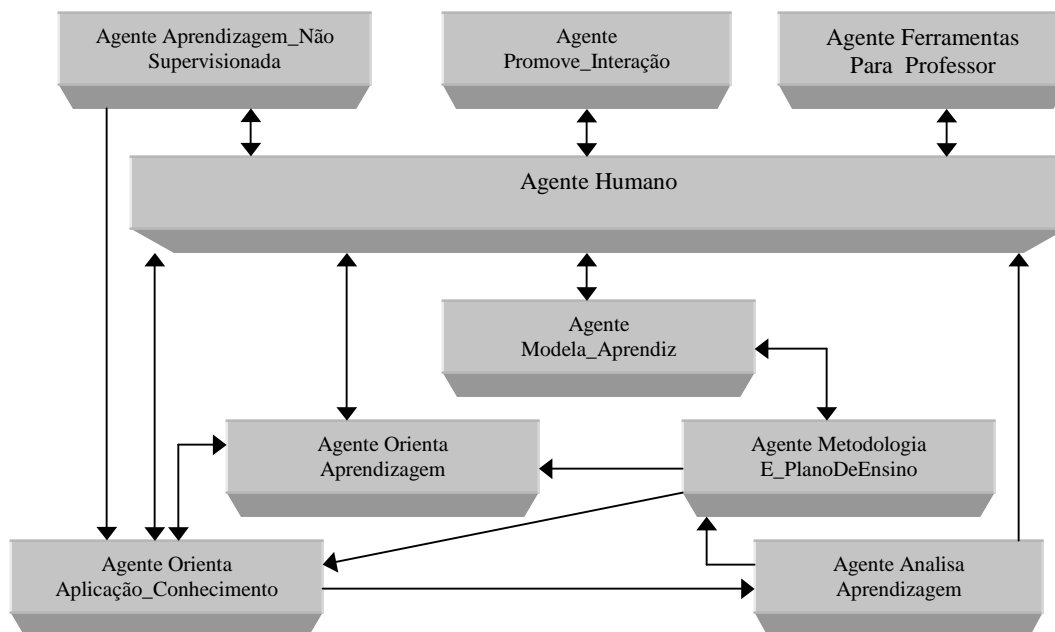 Agente Aprendizagem_Não
Supervisionada
Agente
Promove_Interação
Agente Ferramentas
Para Professor
Agente Humano
Agente
Modela_Aprendiz
Agente Orienta
Aprendizagem
Agente Metodologia
E_PlanoDeEnsino
Agente Orienta
Aplicação_Conhecimento
Agente Analisa
Aprendizagem